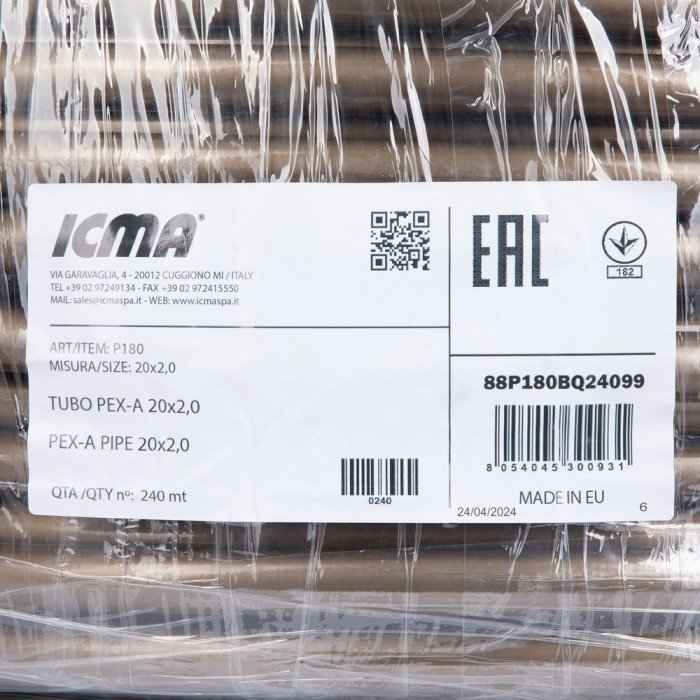 ICMA®
VIA GARAVAGLIA, 4 - 20012 CUGGIONO MI / ITALY
TEL +39 02 97249134 - FAX +39 02 972415550
MAIL: sales@icmaspa.it - WEB: www.icmaspa.it
ART/ITEM: P180
MISURA/SIZE: 20x2,0
TUBO PEX-A 20x2,0
PEX-A PIPE 20x2,0
QTA /QTY nº: 240 mt
0240
EAC
182
88P180BQ24099
8 054045 300931
MADE IN EU
24/04/2024
6